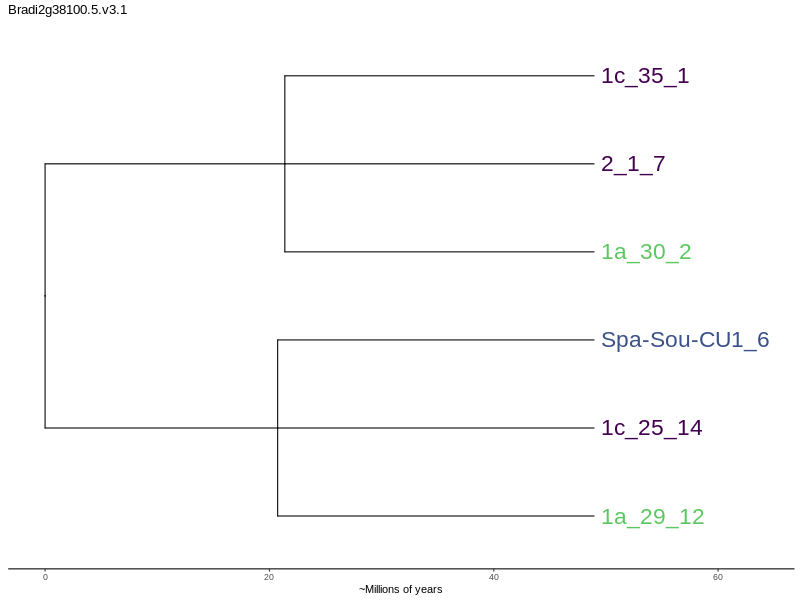 Bradi2g38100.5.v3.1
1c_35_1
2_1_7
1a_30_2
Spa-Sou-CU1_6
1c_25_14
1a_29_12
0 20 40 60
~Millions of years